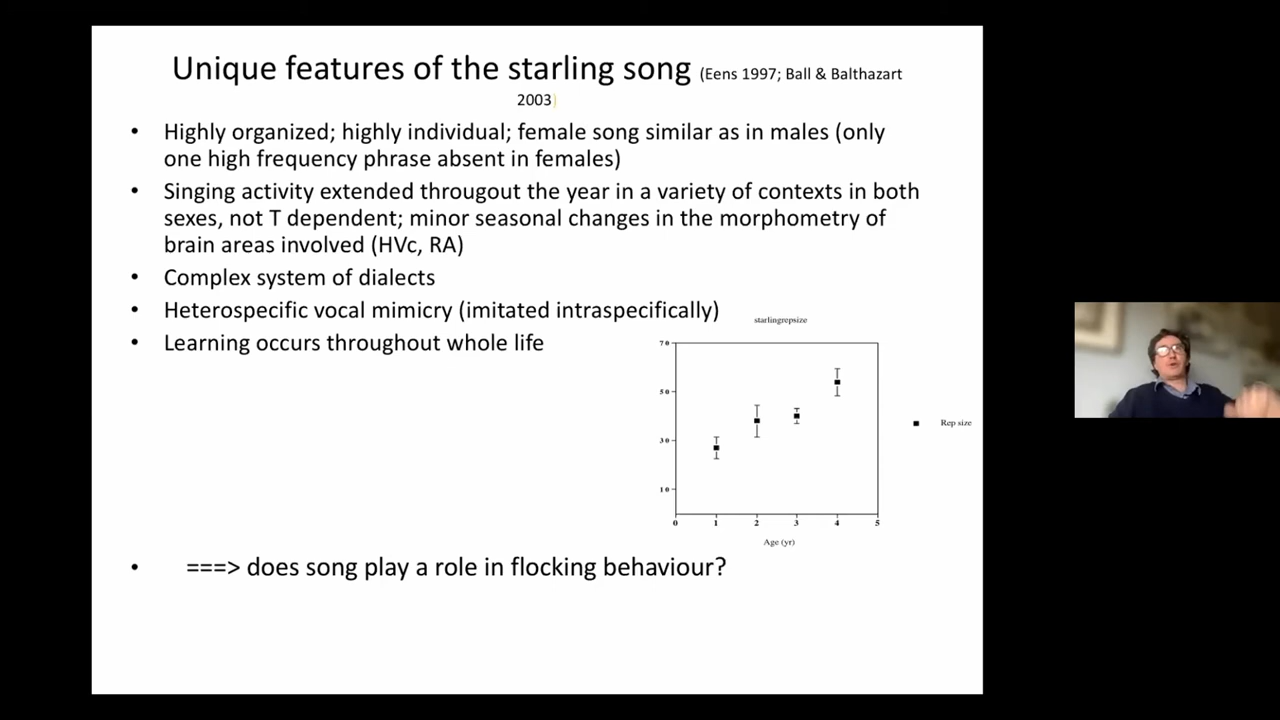 Unique features of the starling song (Eens 1997; Ball & Balthazart
2003)
• Highly organized; highly individual; female song similar as in males (only
one high frequency phrase absent in females)
• Singing activity extended througout the year in a variety of contexts in both
sexes, not T dependent; minor seasonal changes in the morphometry of
brain areas involved (HVc, RA)
• Complex system of dialects
• Heterospecific vocal mimicry (imitated intraspecifically)
• Learning occurs throughout whole life
starlingrepsize
70
50
30
10
0 1 2 3 4 5
Age (yr)
Rep size
• ===> does song play a role in flocking behaviour?